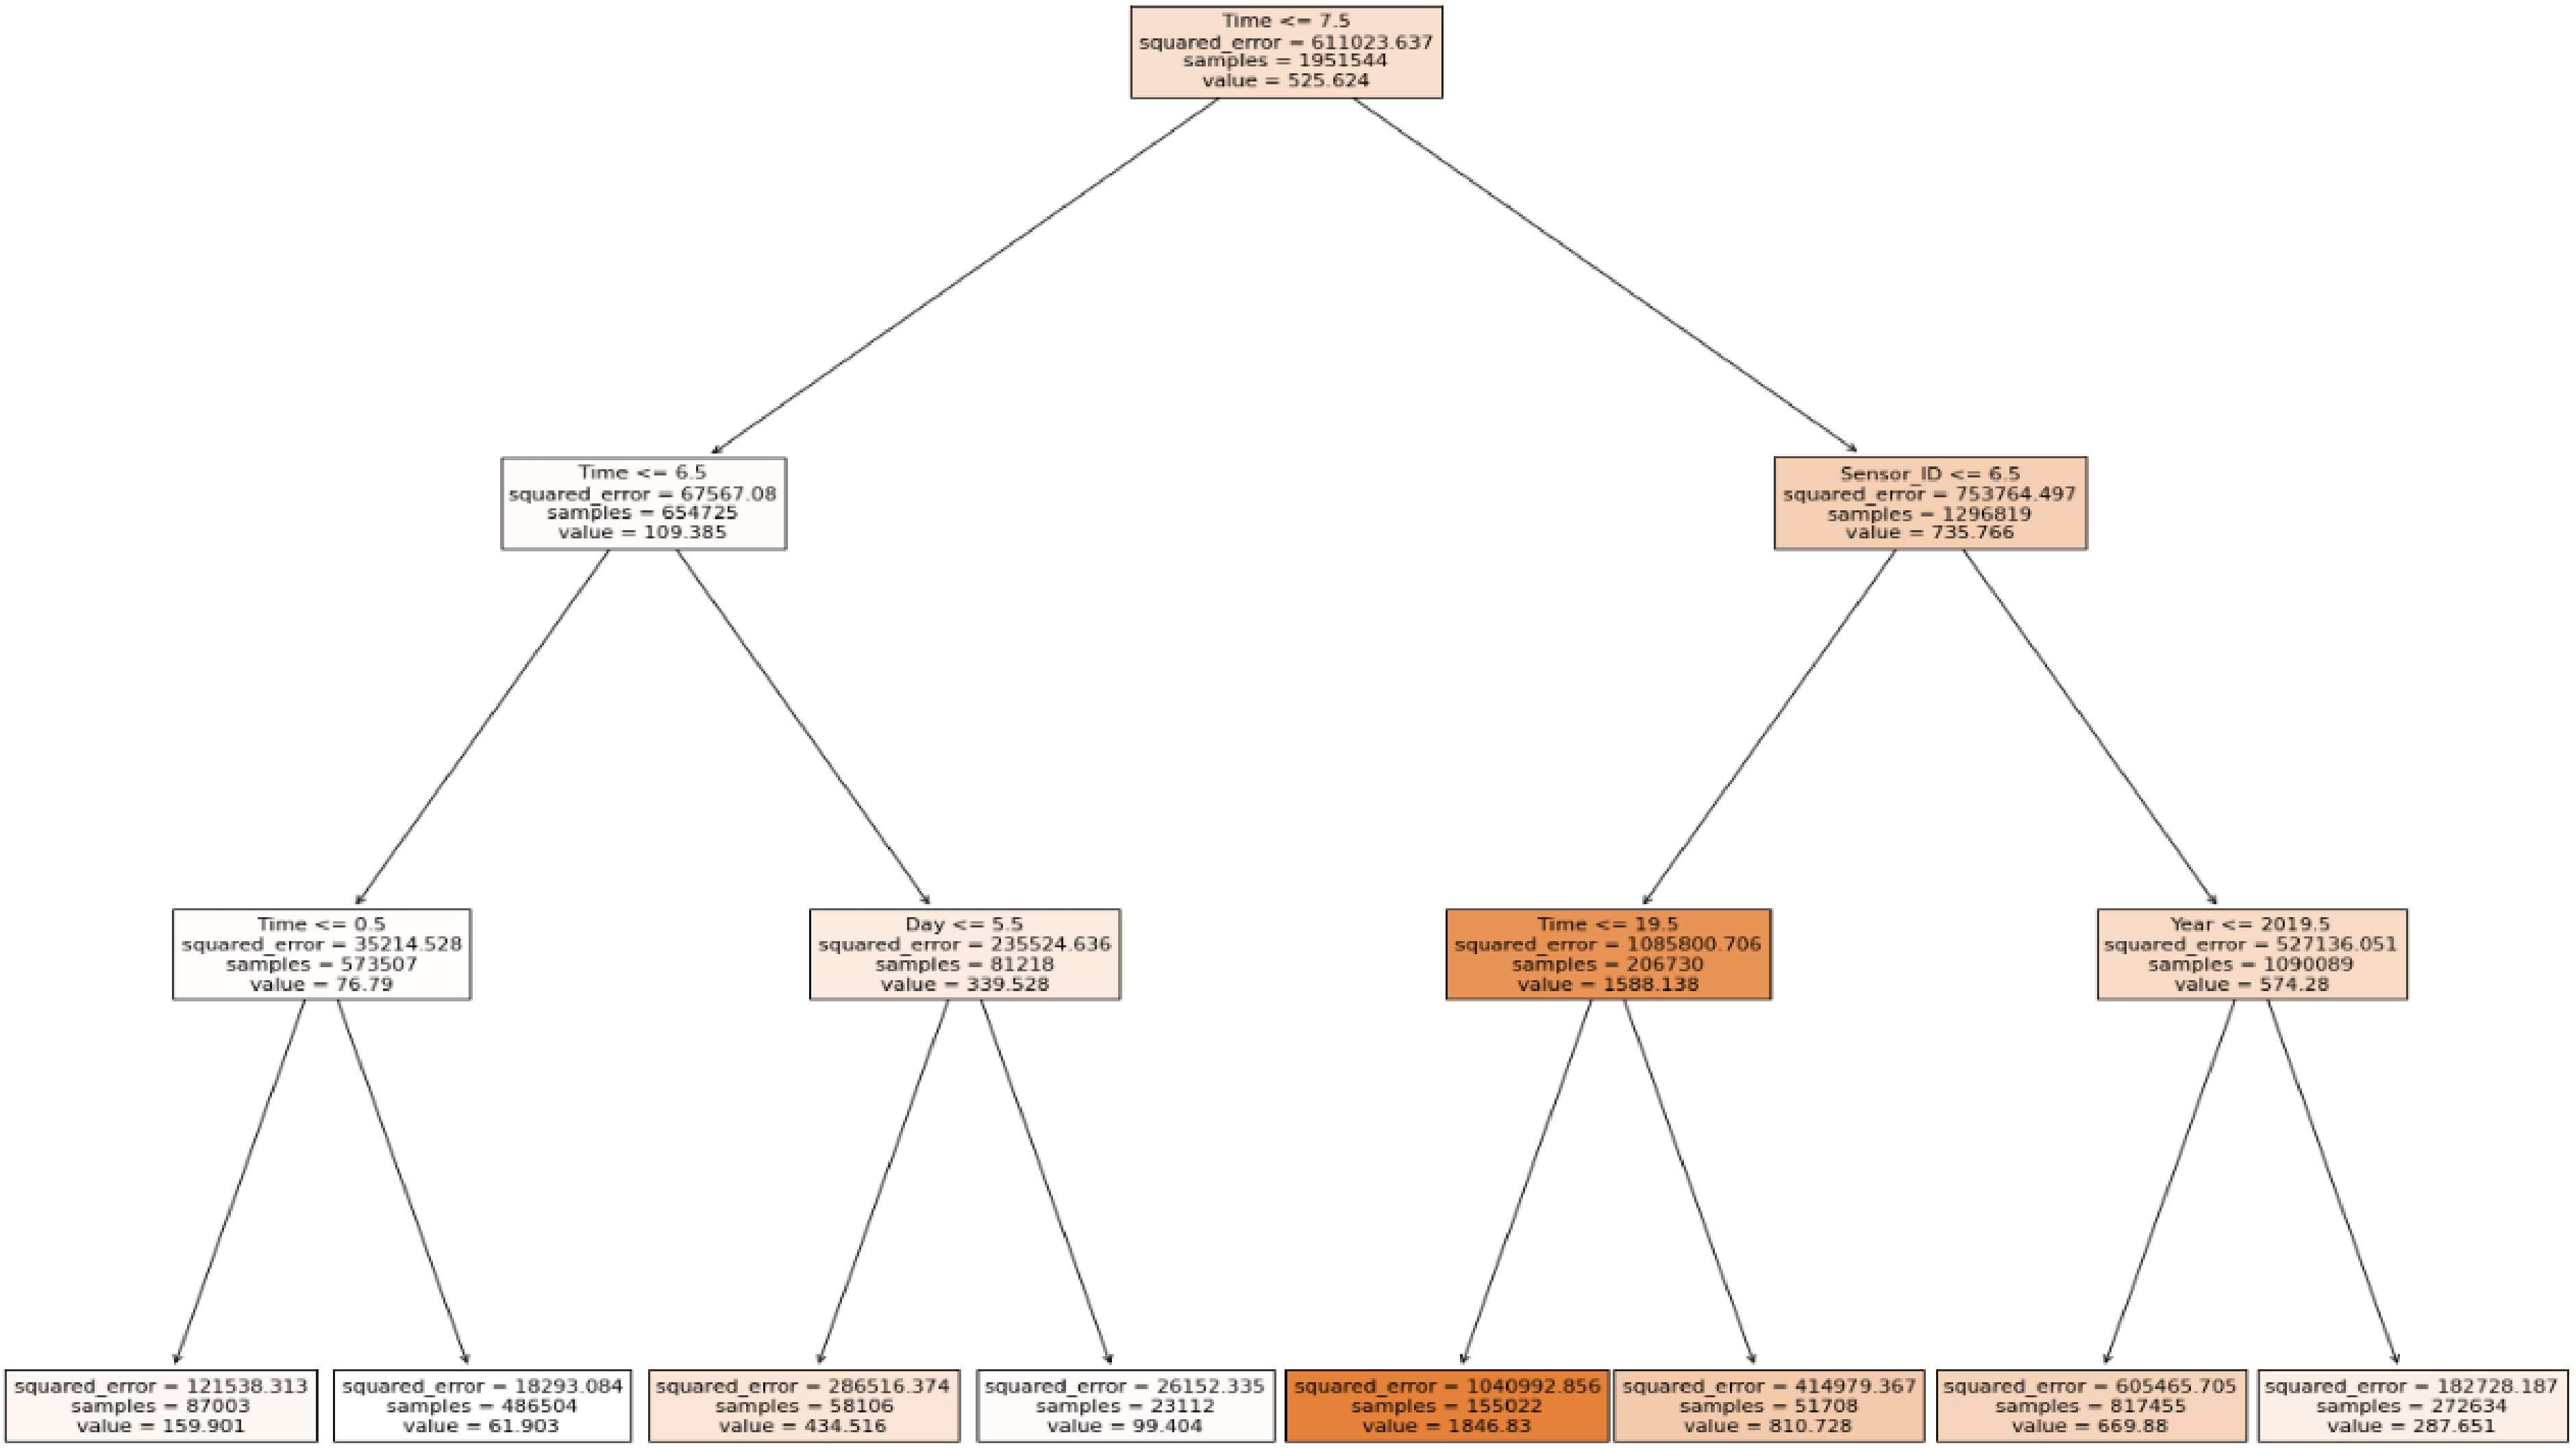 Time <= 7.5
squared_error = 611023.637
samples = 1951544
value = 525.624
Time <= 6.5
squared_error = 67567.08
samples = 654725
value = 109.385
Sensor_ID <= 6.5
squared_error = 753764.497
samples = 1296819
value = 735.766
Time <= 0.5
squared_error = 35214.528
samples = 573507
value = 76.79
Day <= 5.5
squared_error = 235524.636
samples = 81218
value = 339.528
Time <= 19.5
squared_error = 1085800.706
samples = 206730
value = 1588.138
Year <= 2019.5
squared_error = 527136.051
samples = 1090089
value = 574.28
squared_error = 121538.313
samples = 87003
value = 159.901
squared_error = 18293.084
samples = 486504
value = 61.903
squared_error = 286516.374
samples = 58106
value = 434.516
squared_error = 26152.335
samples = 23112
value = 99.404
squared_error = 1040992.856
samples = 155022
value = 1846.83
squared_error = 414979.367
samples = 51708
value = 810.728
squared_error = 605465.705
samples = 817455
value = 669.88
squared_error = 182728.187
samples = 272634
value = 287.651